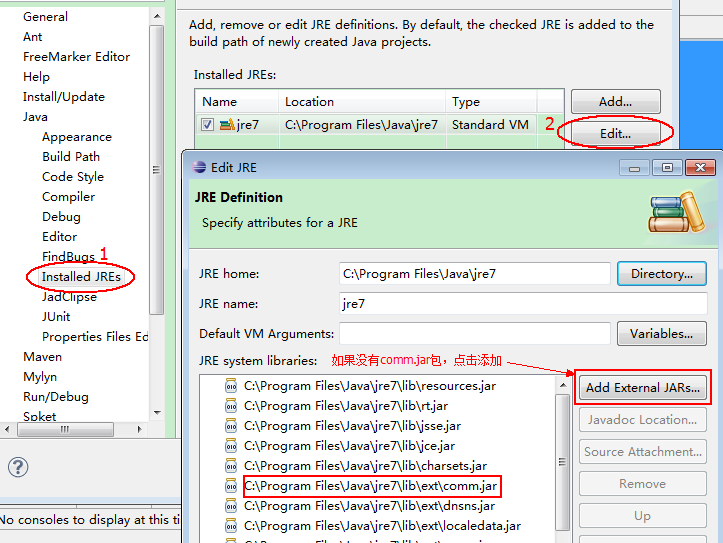 General
Ant
FreeMarker Editor
Help
Install/Update
Java
Appearance
Build Path
Code Style
Compiler
Debug
Editor
FindBugs 1
Installed JREs
JadClipse
JUnit
Properties Files Ed
Maven
Mylyn
Run/Debug
Spket
No consoles to display at this ti
Add, remove or edit JRE definitions. By default, the checked JRE is added to the
build path of newly created Java projects.
Installed JREs:
Name Location Type
jre7 C:\Program Files\Java\jre7 Standard VM
Add...
2 Edit...
Edit JRE
JRE Definition
Specify attributes for a JRE
JRE home: C:\Program Files\Java\jre7 Directory...
JRE name: jre7
Default VM Arguments: Variables...
JRE system libraries: 如果没有comm.jar包，点击添加
C:\Program Files\Java\jre7\lib\resources.jar
C:\Program Files\Java\jre7\lib\rt.jar
C:\Program Files\Java\jre7\lib\jsse.jar
C:\Program Files\Java\jre7\lib\jce.jar
C:\Program Files\Java\jre7\lib\charsets.jar
C:\Program Files\Java\jre7\lib\ext\comm.jar
C:\Program Files\Java\jre7\lib\ext\dnsns.jar
C:\Program Files\Java\jre7\lib\ext\localedata.jar
Add External JARs...
Javadoc Location...
Source Attachment...
Remove
Up